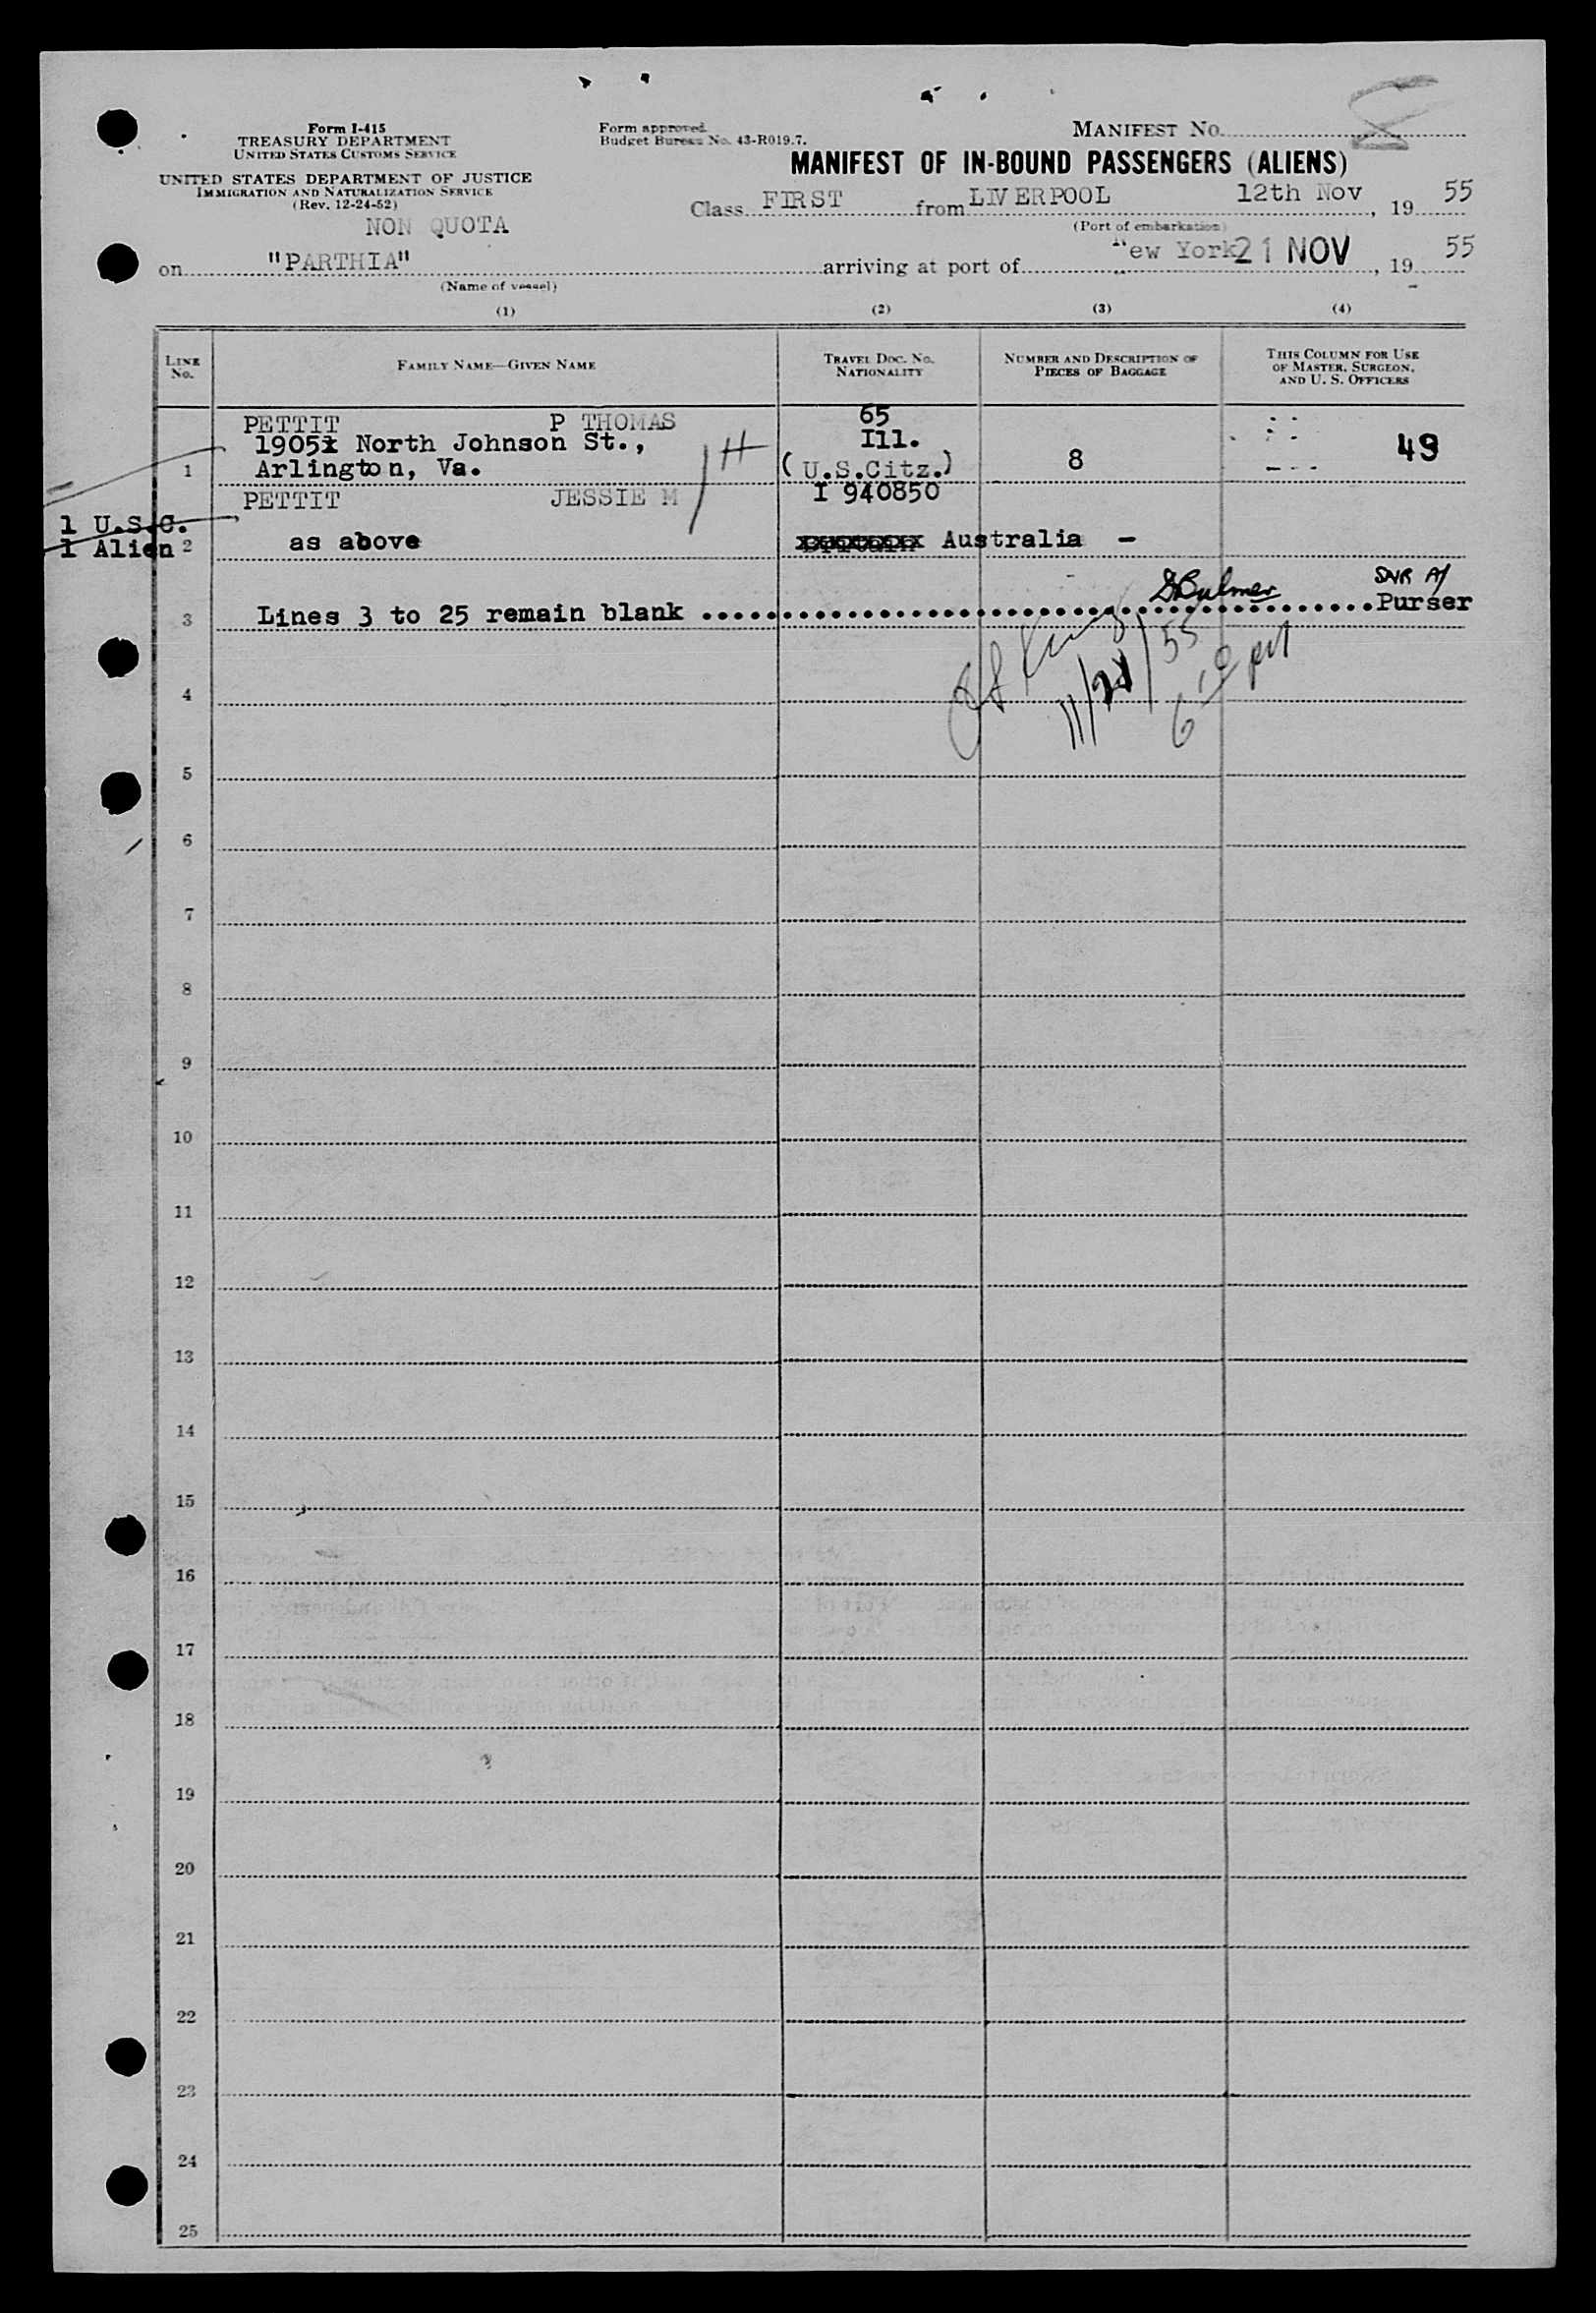 Form I-415
TREASURY DEPARTMENT
UNITED STATES CUSTOMS SERVICE
UNITED STATES DEPARTMENT OF JUSTICE
IMMIGRATION AND NATURALIZATION SERVICE
(Rev. 12-24-52)
NON QUOTA
Form approved.
Budget Bureau No. 43-R019.7.
MANIFEST NO.
MANIFEST OF IN-BOUND PASSENGERS (ALIENS)
Class FIRST from LIVERPOOL 12th Nov, 19 55
(Port of embarkation)
on "PARTHIA" arriving at port of New York 21 NOV, 19 55
(Name of vessel)
(1) (2) (3) (4)
LINE NO.
FAMILY NAME—GIVEN NAME
TRAVEL DOC. NO. NATIONALITY
NUMBER AND DESCRIPTION OF PIECES OF BAGGAGE
THIS COLUMN FOR USE OF MASTER, SURGEON, AND U. S. OFFICERS
PETTIT P THOMAS 65
1905 North Johnson St., Ill. 49
1 Arlington, Va. (U.S.Citz.) 8
PETTIT JESSIE M I 940850
1 U.S.C.
1 Alien 2 as above Australia -
DBulmer SNR A/
3 Lines 3 to 25 remain blank Purser
11/21/55
6 10 PM
4
5
6
7
8
9
10
11
12
13
14
15
16
17
18
19
20
21
22
23
24
25